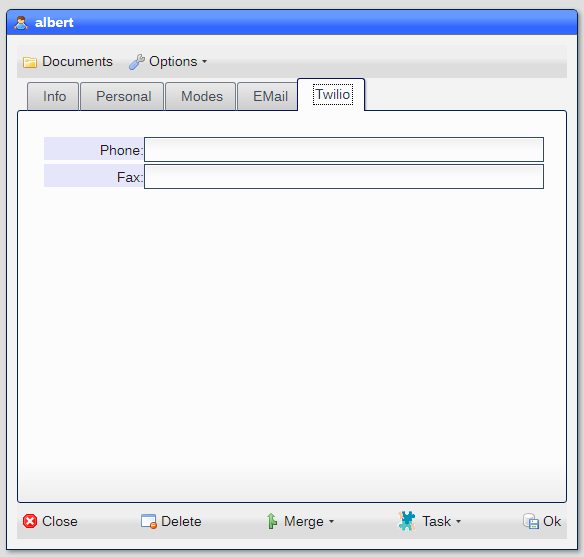 albert
Documents Options
Info Personal Modes EMail Twilio
Phone:
Fax:
Close Delete Merge Task Ok